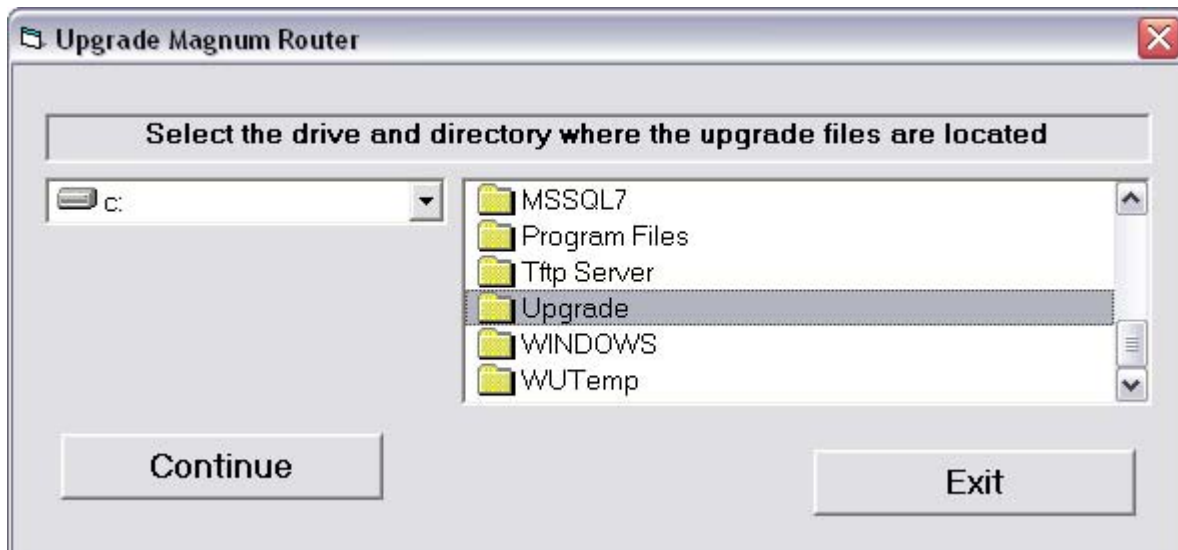 Upgrade Magnum Router
Select the drive and directory where the upgrade files are located
c:
MSSQL7
Program Files
Tftp Server
Upgrade
WINDOWS
WUTemp
Continue
Exit